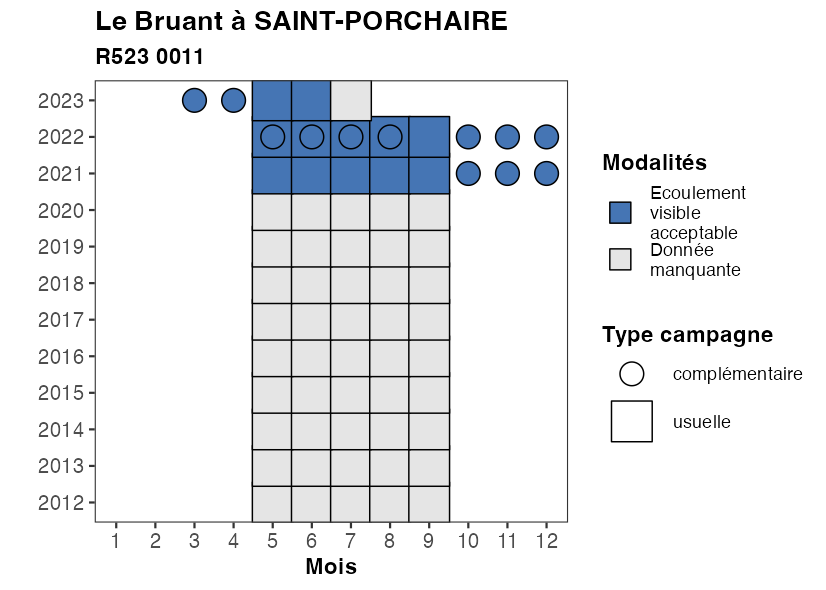 Le Bruant à SAINT-PORCHAIRE
R523 0011
2023
2022
2021
2020
2019
2018
2017
2016
2015
2014
2013
2012
1 2 3 4 5 6 7 8 9 10 11 12
Mois
Modalités
Ecoulement
visible
acceptable
Donnée
manquante
Type campagne
complémentaire
usuelle